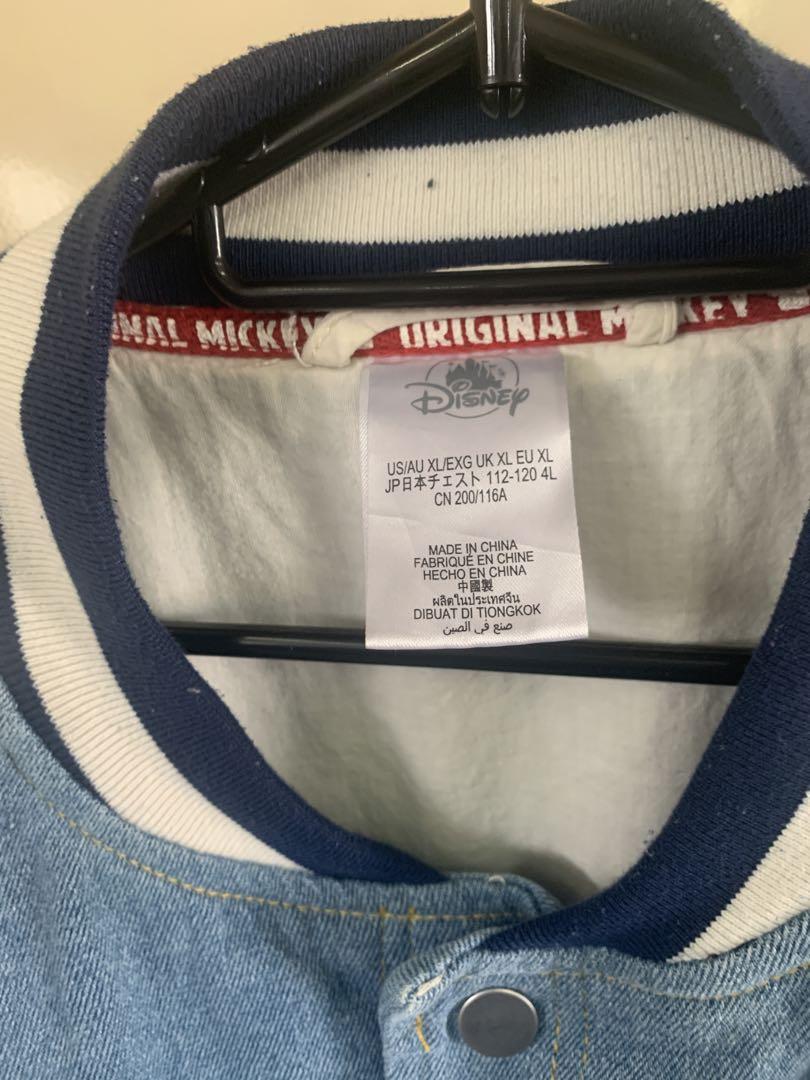 ORIGINAL MICKEY
Disney
US/AU XL/EXG UK XL EU XL
JP日本チェスト 112-120 4L
CN 200/116A
MADE IN CHINA
FABRIQUÉ EN CHINE
HECHO EN CHINA
中國製
ผลิตในประเทศจีน
DIBUAT DI TIONGKOK
صنع في الصين